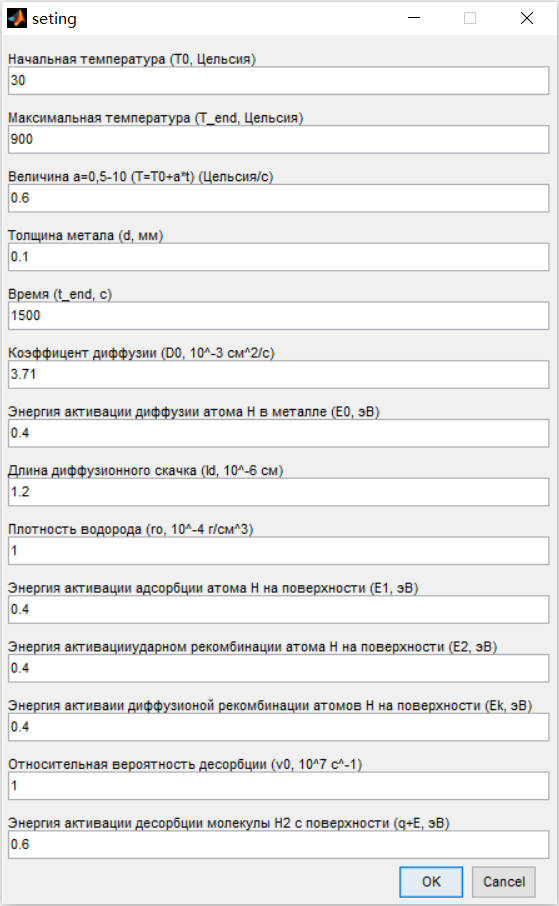 seting
Начальная температура (T0, Цельсия)
30
Максимальная температура (T_end, Цельсия)
900
Величина a=0,5-10 (T=T0+a*t) (Цельсия/с)
0.6
Толщина метала (d, мм)
0.1
Время (t_end, c)
1500
Коэффицент диффузии (D0, 10^-3 см^2/с)
3.71
Энергия активации диффузии атома H в металле (E0, эВ)
0.4
Длина диффузионного скачка (ld, 10^-6 см)
1.2
Плотность водорода (ro, 10^-4 г/см^3)
1
Энергия активации адсорбции атома H на поверхности (E1, эВ)
0.4
Энергия активацииударном рекомбинации атома H на поверхности (E2, эВ)
0.4
Энергия активаии диффузионой рекомбинации атомов H на поверхности (Ek, эВ)
0.4
Относительная вероятность десорбции (v0, 10^7 c^-1)
1
Энергия активации десорбции молекулы H2 с поверхности (q+E, эВ)
0.6
OK Cancel